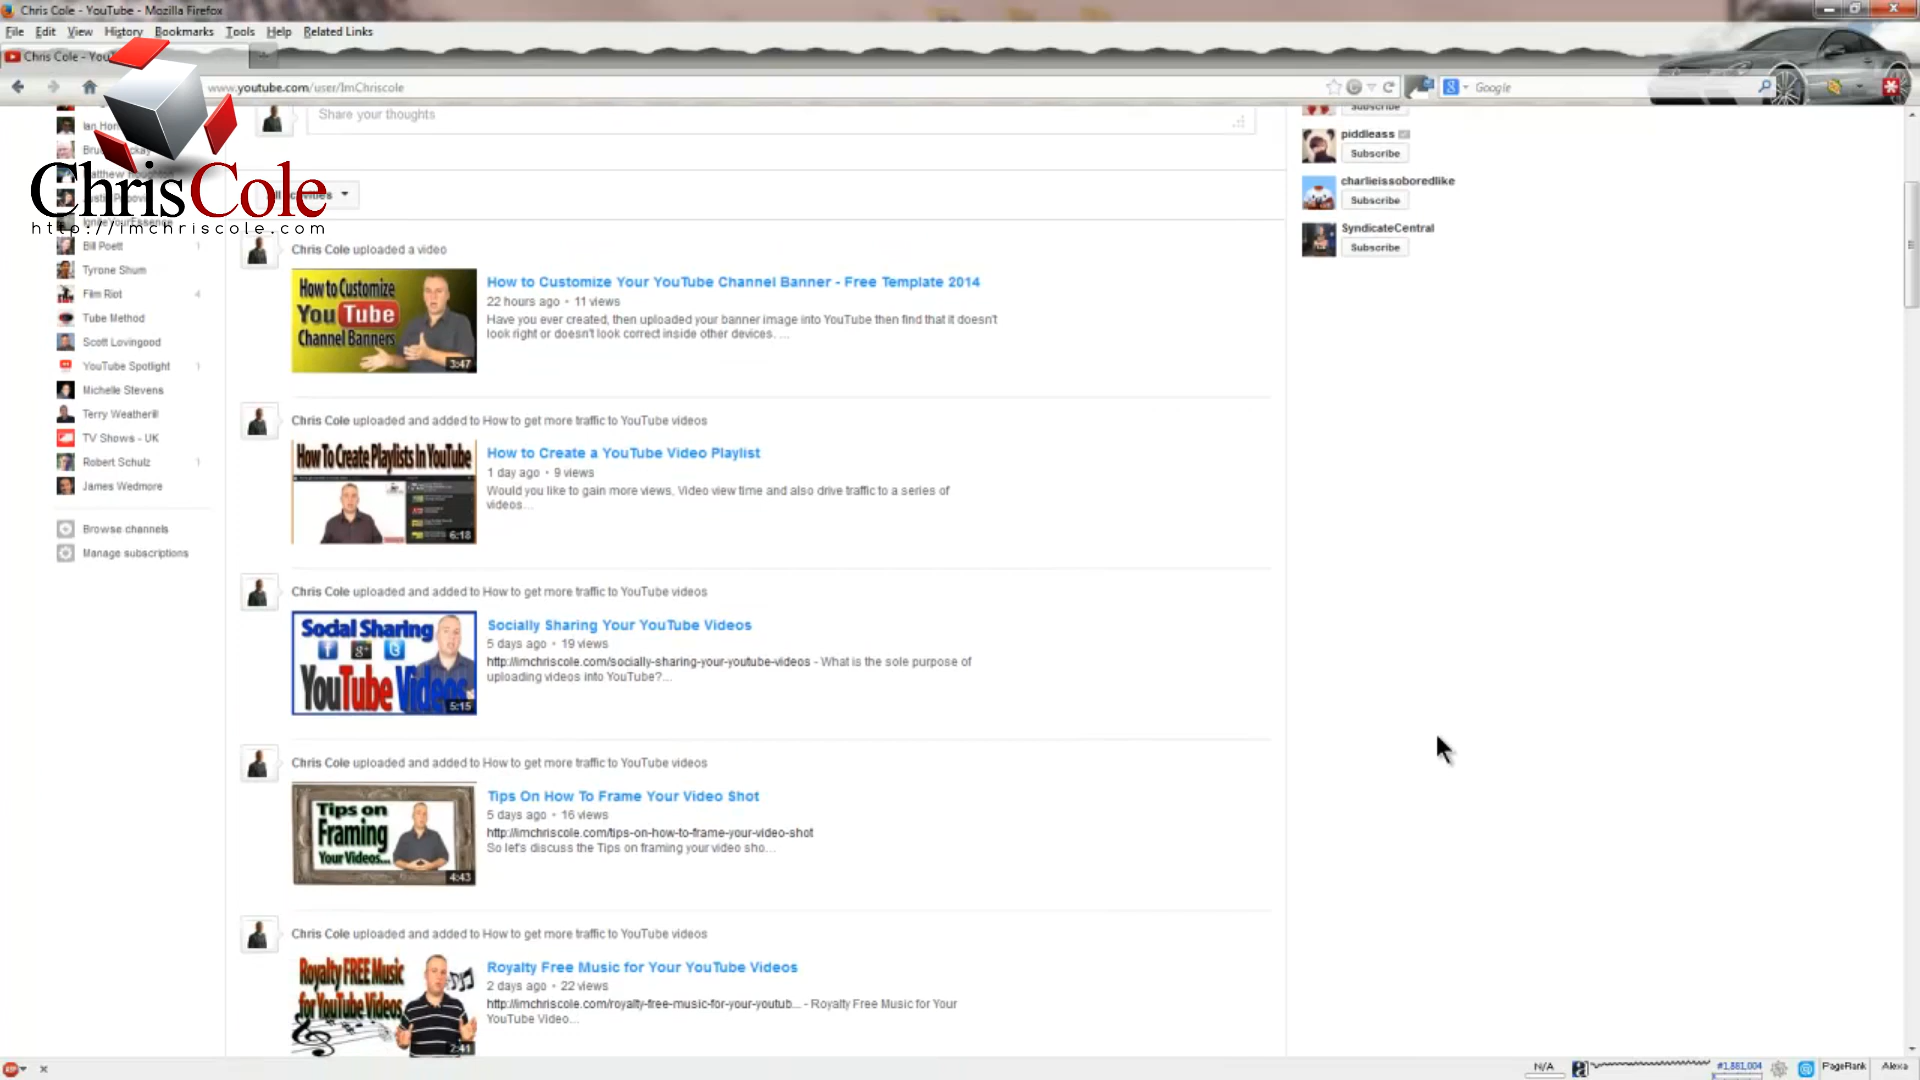 Chris Cole - YouTube - Mozilla Firefox
File Edit View History Bookmarks Tools Help Related Links
Chris Cole - You
www.youtube.com/user/ImChriscole
Google
Share your thoughts
Subscribe
piddleass
Subscribe
charlieissoboredlike
Subscribe
SyndicateCentral
Subscribe
ChrisCole
http://imchriscole.com
Ian Hon
IgniteYourEssence
Bill Poett 1
Tyrone Shum
Film Riot 4
Tube Method
Scott Lovingood
YouTube Spotlight 1
Michelle Stevens
Terry Weatherill
TV Shows - UK
Robert Schulz 1
James Wedmore
Browse channels
Manage subscriptions
Chris Cole uploaded a video
How to Customize
YouTube
Channel Banners
3:47
How to Customize Your YouTube Channel Banner - Free Template 2014
22 hours ago • 11 views
Have you ever created, then uploaded your banner image into YouTube then find that it doesn't
look right or doesn't look correct inside other devices. ...
Chris Cole uploaded and added to How to get more traffic to YouTube videos
How To Create Playlists In YouTube
6:18
How to Create a YouTube Video Playlist
1 day ago • 9 views
Would you like to gain more views, Video view time and also drive traffic to a series of
videos...
Chris Cole uploaded and added to How to get more traffic to YouTube videos
Social Sharing
YouTube Videos
5:15
Socially Sharing Your YouTube Videos
5 days ago • 19 views
http://imchriscole.com/socially-sharing-your-youtube-videos - What is the sole purpose of
uploading videos into YouTube?...
Chris Cole uploaded and added to How to get more traffic to YouTube videos
Tips on
Framing
Your Videos...
4:43
Tips On How To Frame Your Video Shot
5 days ago • 16 views
http://imchriscole.com/tips-on-how-to-frame-your-video-shot
So let's discuss the Tips on framing your video sho...
Chris Cole uploaded and added to How to get more traffic to YouTube videos
Royalty FREE Music
for YouTube Videos
2:41
Royalty Free Music for Your YouTube Videos
2 days ago • 22 views
http://imchriscole.com/royalty-free-music-for-your-youtub... - Royalty Free Music for Your
YouTube Video...
N/A
#1,881,004
PageRank
Alexa